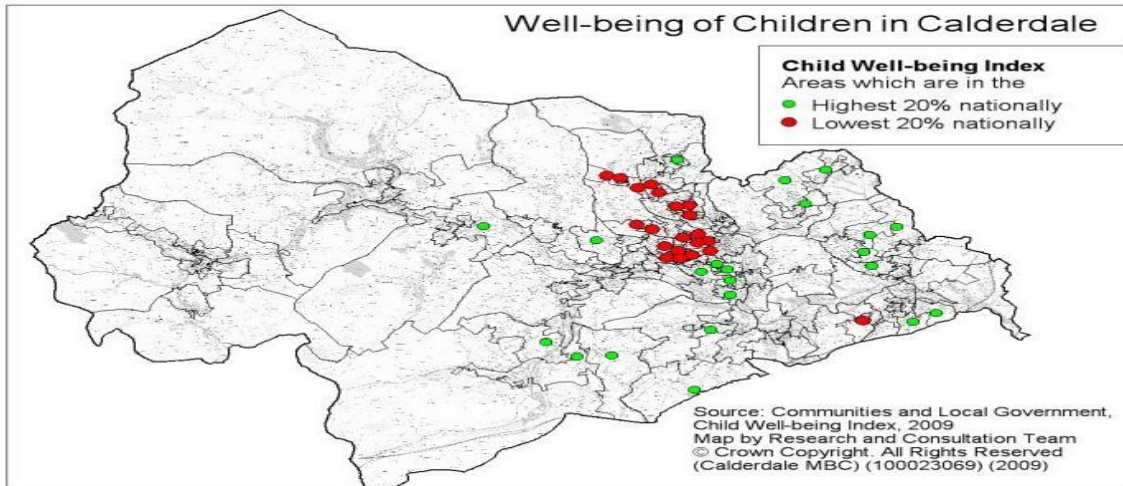 Well-being of Children in Calderdale
Child Well-being Index
Areas which are in the
Highest 20% nationally
Lowest 20% nationally
Source: Communities and Local Government,
Child Well-being Index, 2009
Map by Research and Consultation Team
© Crown Copyright. All Rights Reserved
(Calderdale MBC) (100023069) (2009)